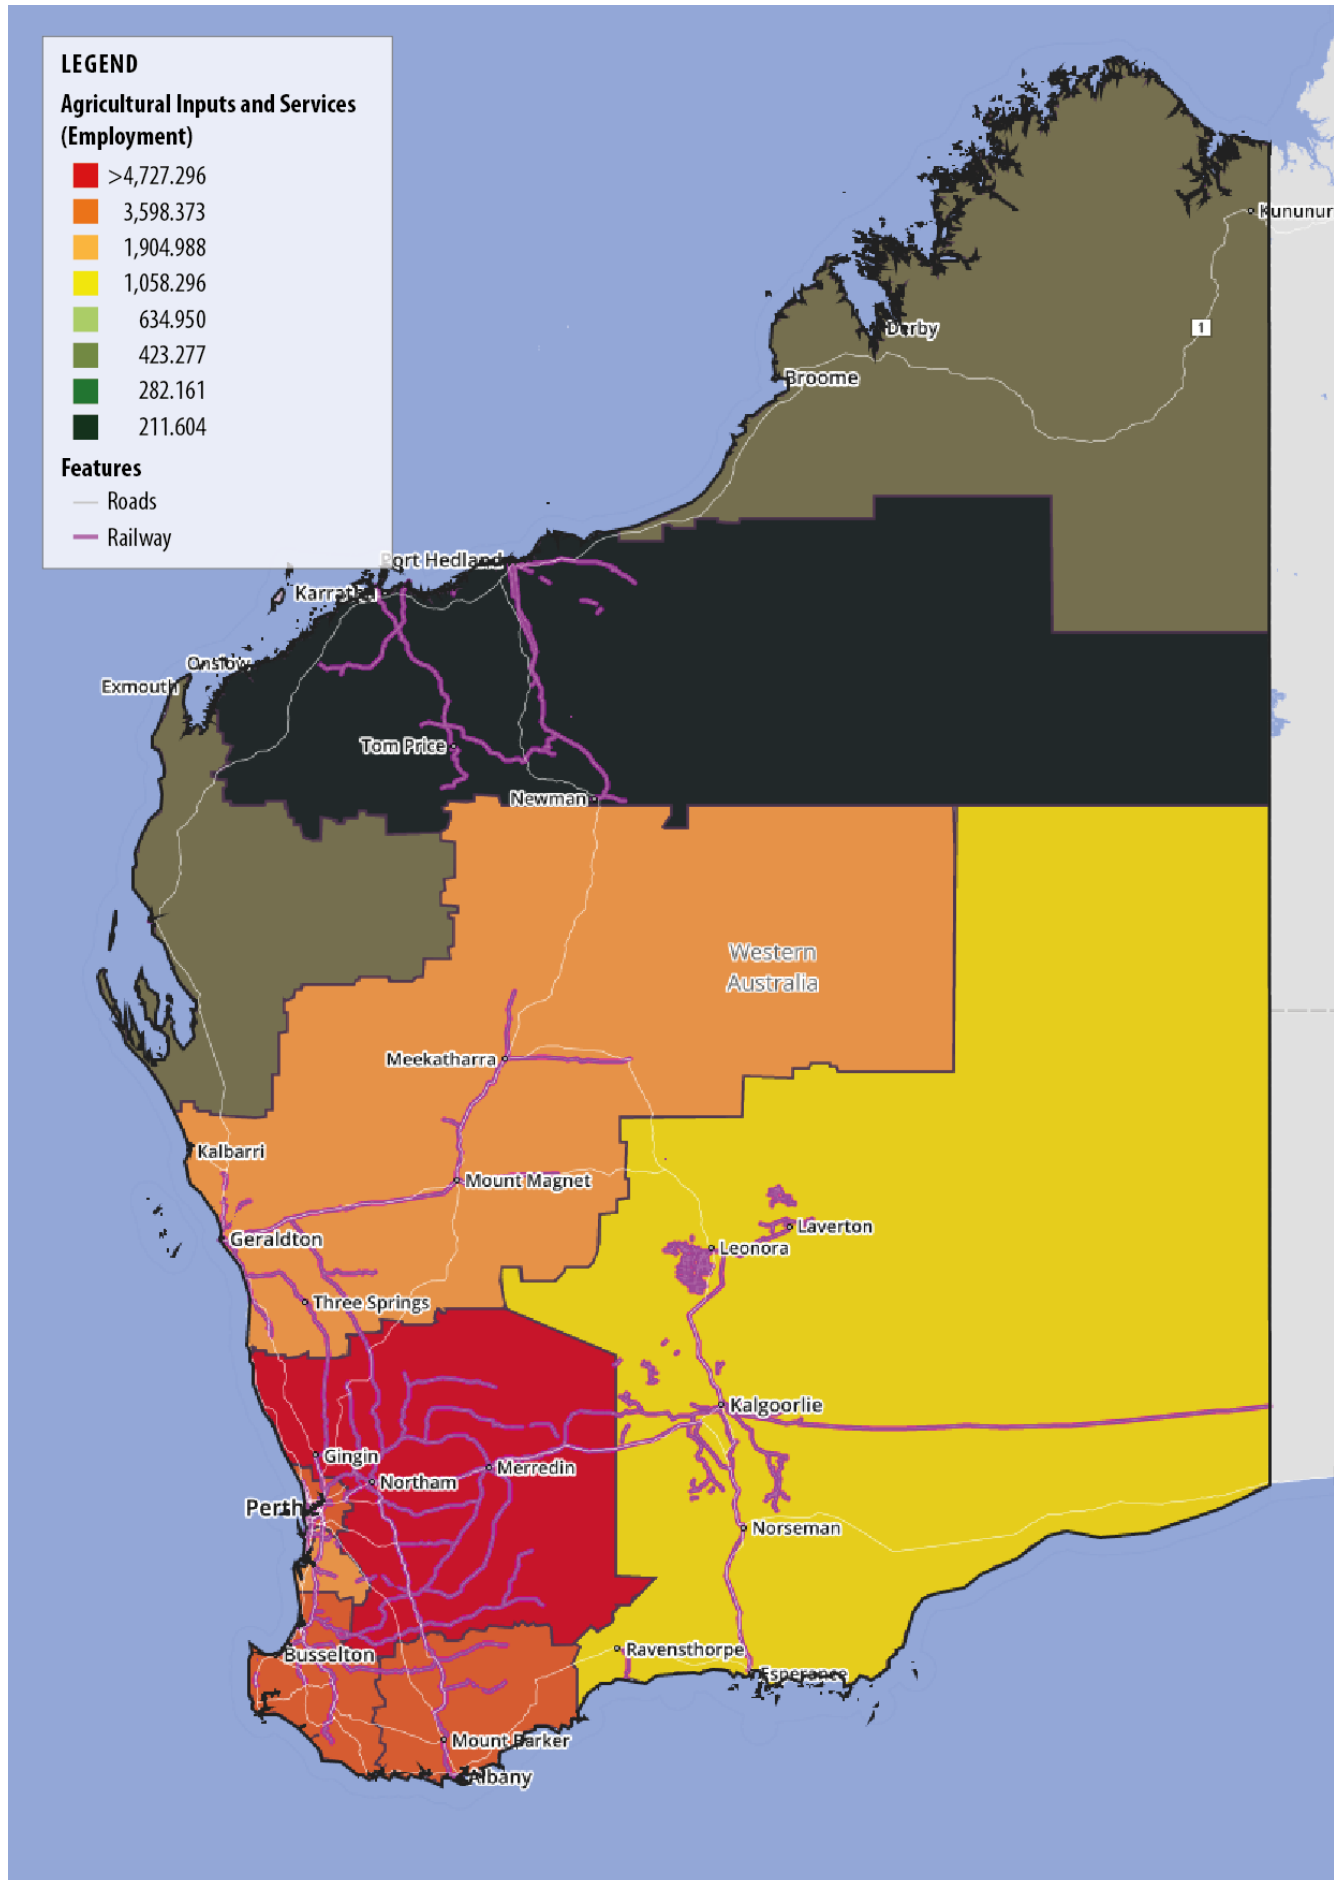 LEGEND
Agricultural Inputs and Services
(Employment)
>4,727.296
3,598.373
1,904.988
1,058.296
634.950
423.277
282.161
211.604
Features
Roads
Railway
Kununur
1
Derby
Broome
Port Hedland
Karratha
Onslow
Exmouth
Tom Price
Newman
Western
Australia
Meekatharra
Kalbarri
Mount Magnet
Laverton
Geraldton
Leonora
Three Springs
Kalgoorlie
Gingin
Merredin
Northam
Perth
Norseman
Ravensthorpe
Busselton
Esperance
Mount Barker
Albany